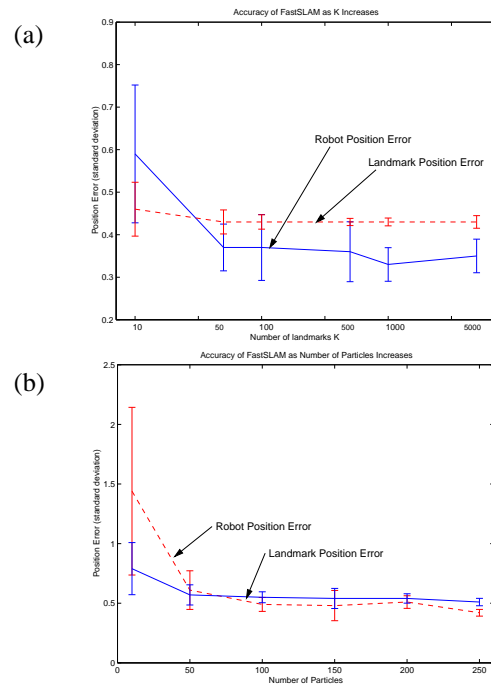 (a)
Accuracy of FastSLAM as K Increases
0.9
0.8
0.7
0.6
0.5
0.4
0.3
0.2
Position Error (standard deviation)
Robot Position Error
Landmark Position Error
10 50 100 500 1000 5000
Number of landmarks K
(b)
Accuracy of FastSLAM as Number of Particles Increases
2.5
2
1.5
1
0.5
0
Position Error (standard deviation)
Robot Position Error
Landmark Position Error
0 50 100 150 200 250
Number of Particles